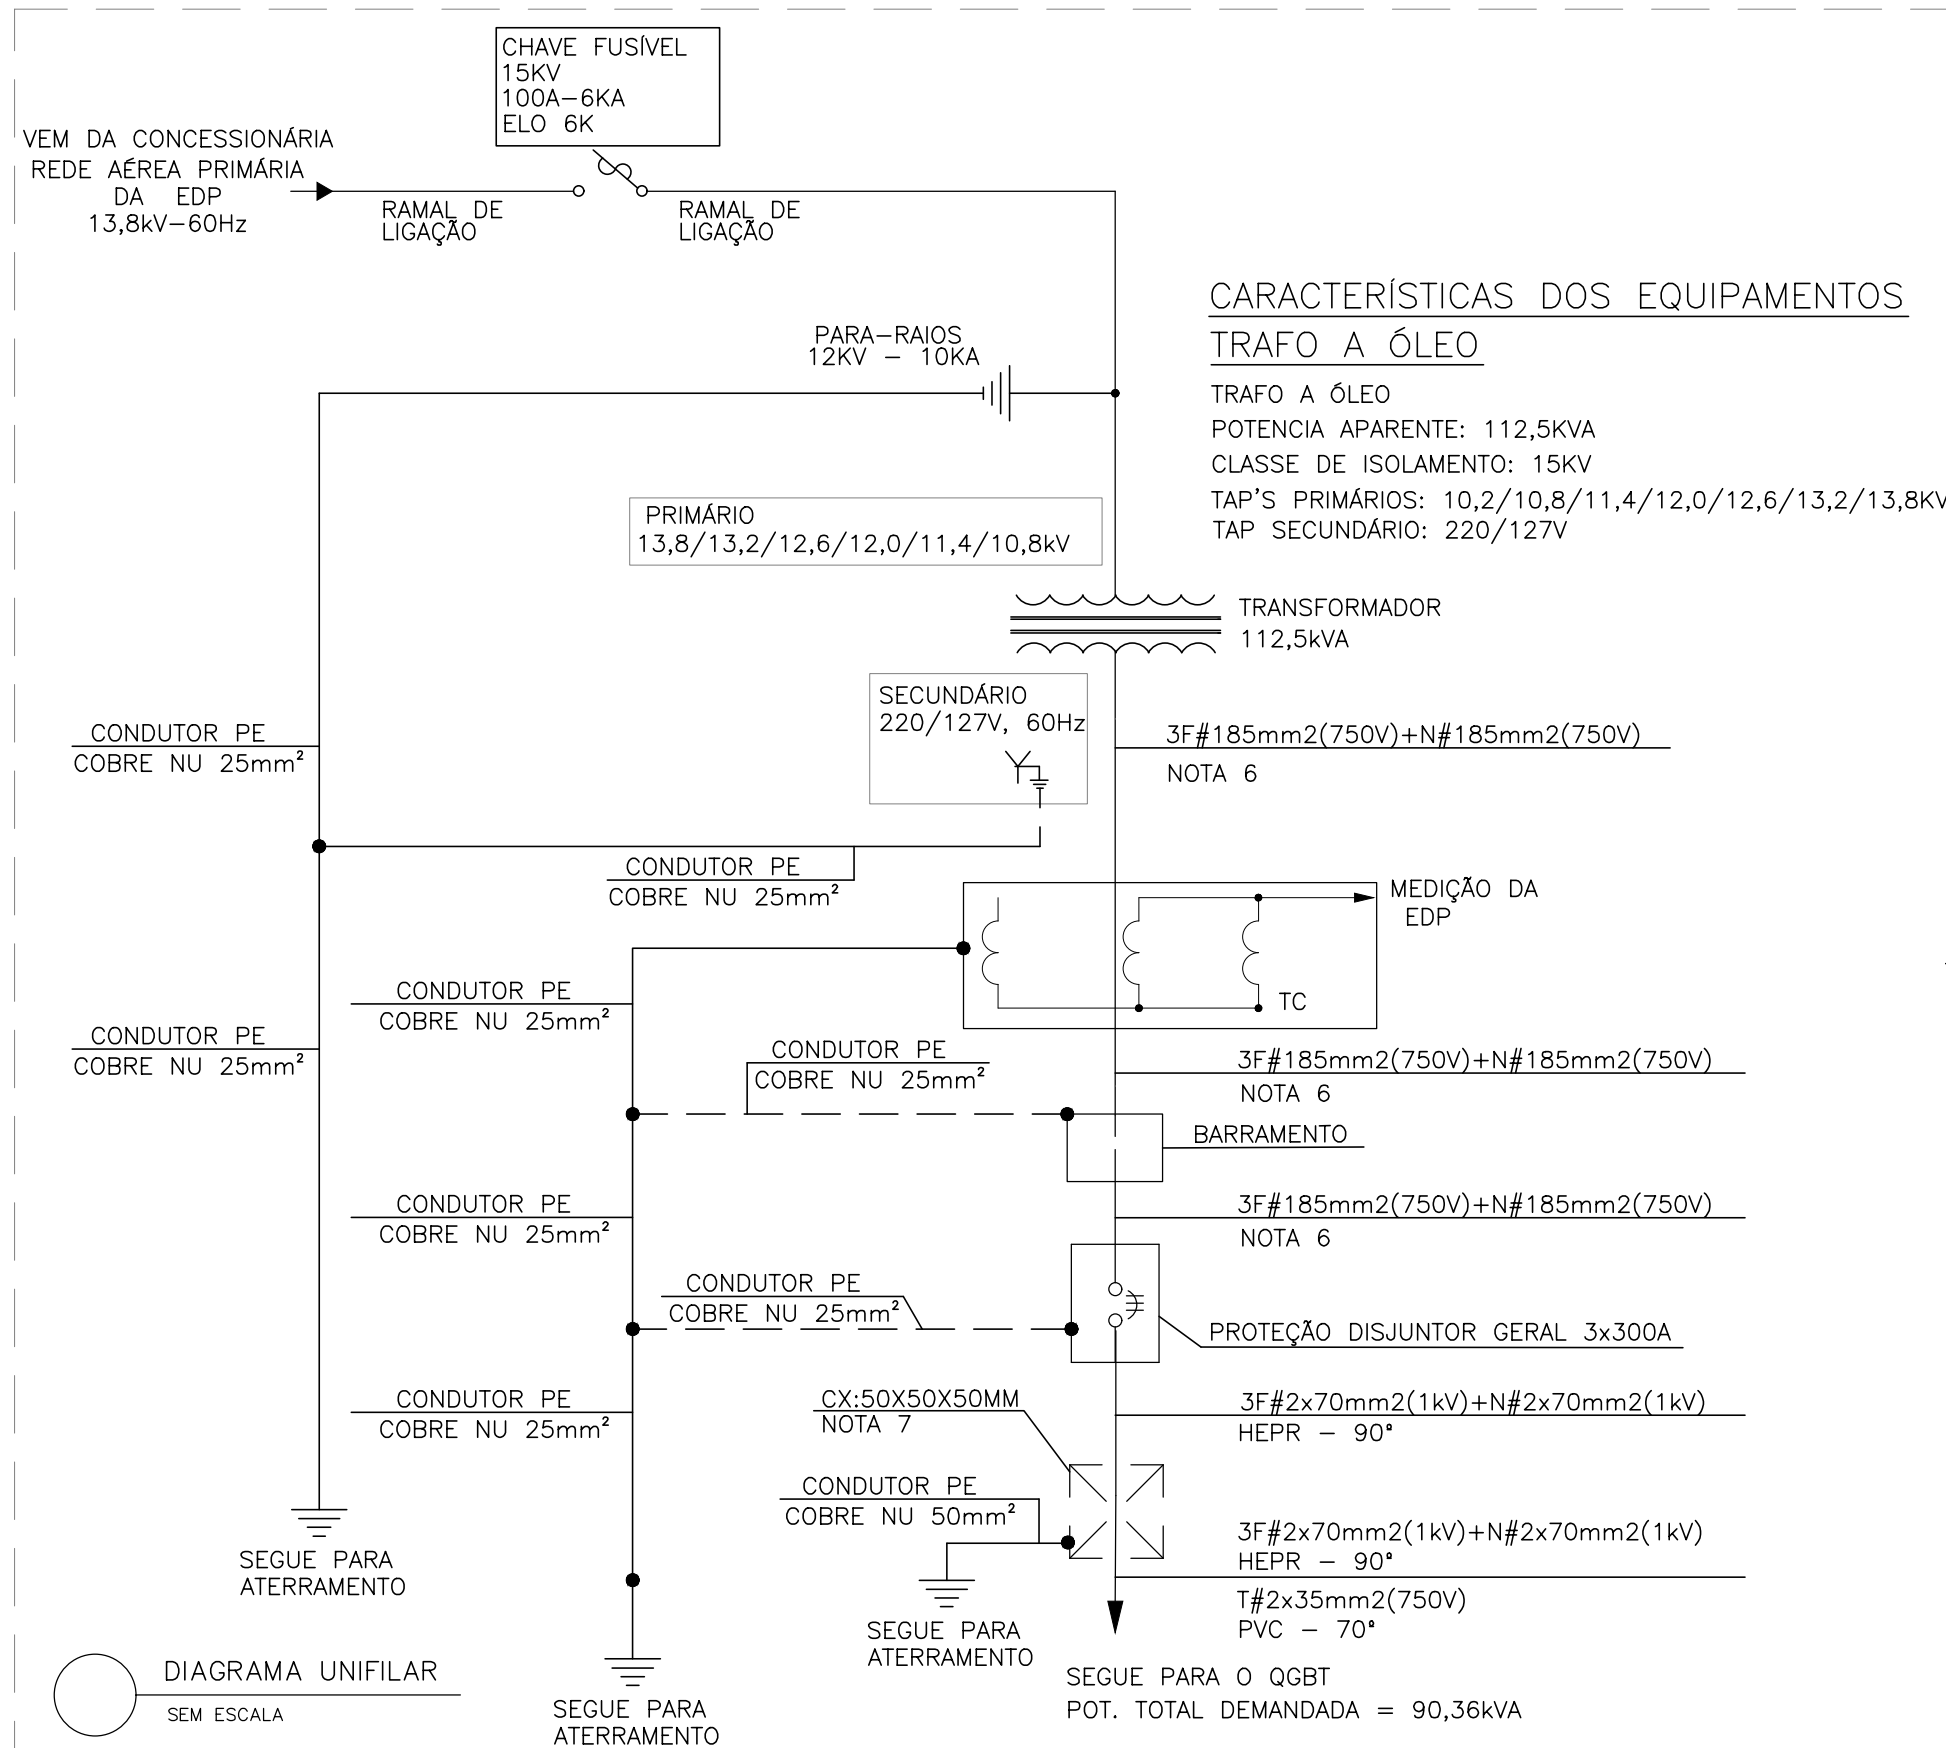 CHAVE FUSÍVEL
15KV
100A-6KA
ELO 6K
VEM DA CONCESSIONÁRIA
REDE AÉREA PRIMÁRIA
DA EDP
13,8kV-60Hz
RAMAL DE
LIGAÇÃO
RAMAL DE
LIGAÇÃO
CARACTERÍSTICAS DOS EQUIPAMENTOS
TRAFO A ÓLEO
TRAFO A ÓLEO
POTENCIA APARENTE: 112,5KVA
CLASSE DE ISOLAMENTO: 15KV
TAP'S PRIMÁRIOS: 10,2/10,8/11,4/12,0/12,6/13,2/13,8KV
TAP SECUNDÁRIO: 220/127V
PARA-RAIOS
12KV - 10KA
PRIMÁRIO
13,8/13,2/12,6/12,0/11,4/10,8kV
TRANSFORMADOR
112,5kVA
SECUNDÁRIO
220/127V, 60Hz
CONDUTOR PE
COBRE NU 25mm²
3F#185mm2(750V)+N#185mm2(750V)
NOTA 6
CONDUTOR PE
COBRE NU 25mm²
MEDIÇÃO DA
EDP
TC
CONDUTOR PE
COBRE NU 25mm²
CONDUTOR PE
COBRE NU 25mm²
CONDUTOR PE
COBRE NU 25mm²
3F#185mm2(750V)+N#185mm2(750V)
NOTA 6
BARRAMENTO
CONDUTOR PE
COBRE NU 25mm²
3F#185mm2(750V)+N#185mm2(750V)
NOTA 6
CONDUTOR PE
COBRE NU 25mm²
PROTEÇÃO DISJUNTOR GERAL 3x300A
CONDUTOR PE
COBRE NU 25mm²
CX:50X50X50MM
NOTA 7
3F#2x70mm2(1kV)+N#2x70mm2(1kV)
HEPR - 90°
CONDUTOR PE
COBRE NU 50mm²
3F#2x70mm2(1kV)+N#2x70mm2(1kV)
HEPR - 90°
T#2x35mm2(750V)
PVC - 70°
SEGUE PARA
ATERRAMENTO
SEGUE PARA
ATERRAMENTO
SEGUE PARA
ATERRAMENTO
SEGUE PARA O QGBT
POT. TOTAL DEMANDADA = 90,36kVA
DIAGRAMA UNIFILAR
SEM ESCALA